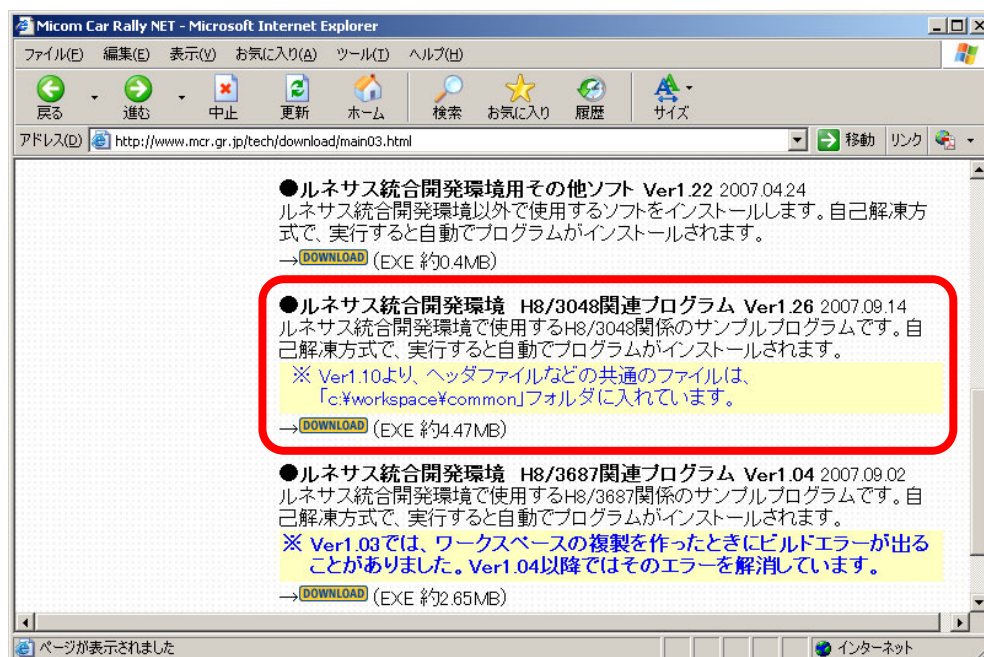 Micom Car Rally NET - Microsoft Internet Explorer
ファイル(F) 編集(E) 表示(V) お気に入り(A) ツール(T) ヘルプ(H)
戻る 進む 中止 更新 ホーム 検索 お気に入り 履歴 サイズ
アドレス(D) http://www.mcr.gr.jp/tech/download/main03.html 移動 リンク
●ルネサス統合開発環境用その他ソフト Ver1.22 2007.04.24
ルネサス統合開発環境以外で使用するソフトをインストールします。自己解凍方
式で、実行すると自動でプログラムがインストールされます。
→DOWNLOAD (EXE 約0.4MB)
●ルネサス統合開発環境 H8/3048関連プログラム Ver1.26 2007.09.14
ルネサス統合開発環境で使用するH8/3048関係のサンプルプログラムです。自
己解凍方式で、実行すると自動でプログラムがインストールされます。
※ Ver1.10より、ヘッダファイルなどの共通のファイルは、
「c:¥workspace¥common」フォルダに入れています。
→DOWNLOAD (EXE 約4.47MB)
●ルネサス統合開発環境 H8/3687関連プログラム Ver1.04 2007.09.02
ルネサス統合開発環境で使用するH8/3687関係のサンプルプログラムです。自
己解凍方式で、実行すると自動でプログラムがインストールされます。
※ Ver1.03では、ワークスペースの複製を作ったときにビルドエラーが出る
ことがありました。Ver1.04以降ではそのエラーを解消しています。
→DOWNLOAD (EXE 約2.65MB)
ページが表示されました インターネット